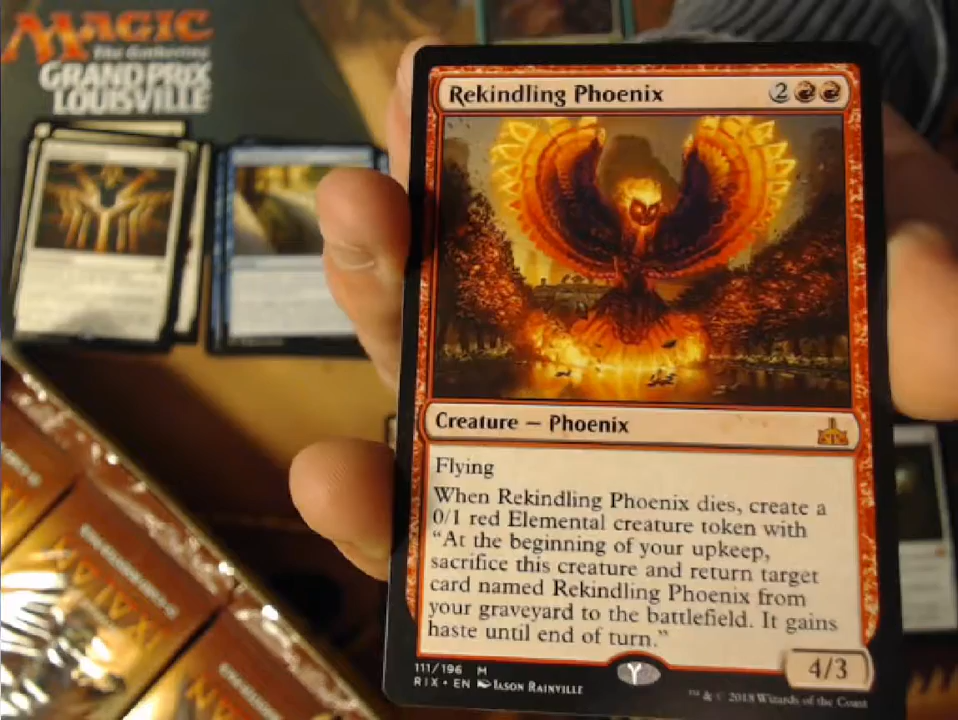 MAGIC
The Gathering
GRAND PRIX
LOUISVILLE
Rekindling Phoenix
2
Creature — Phoenix
Flying
When Rekindling Phoenix dies, create a
0/1 red Elemental creature token with
“At the beginning of your upkeep,
sacrifice this creature and return target
card named Rekindling Phoenix from
your graveyard to the battlefield. It gains
haste until end of turn.”
4/3
111/196 M
RIX • EN Jason Rainville
™ & © 2018 Wizards of the Coast
IXALAN